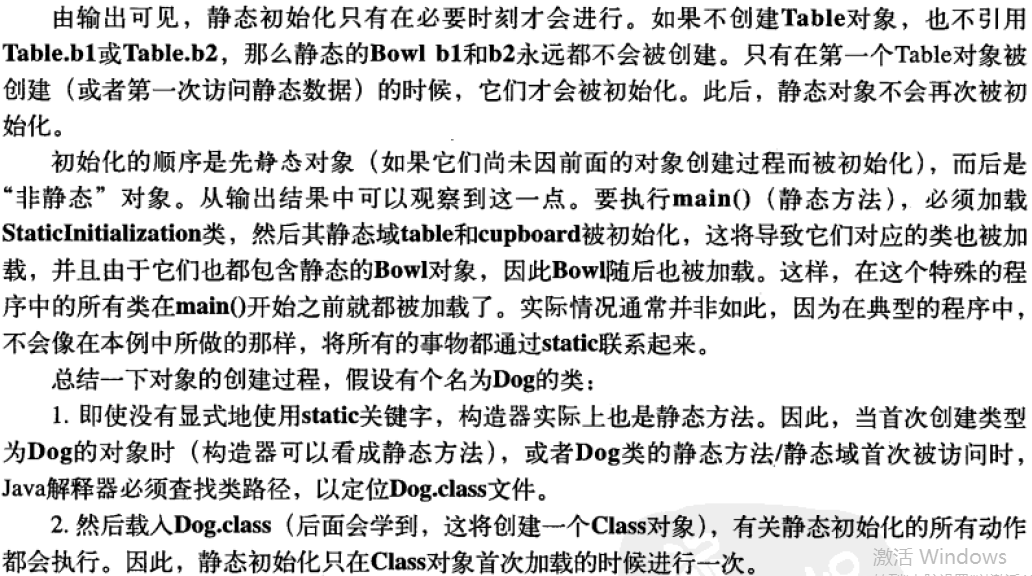 由输出可见，静态初始化只有在必要时刻才会进行。如果不创建Table对象，也不引用
Table.b1或Table.b2，那么静态的Bowl b1和b2永远都不会被创建。只有在第一个Table对象被
创建（或者第一次访问静态数据）的时候，它们才会被初始化。此后，静态对象不会再次被初
始化。
初始化的顺序是先静态对象（如果它们尚未因前面的对象创建过程而被初始化），而后是
“非静态”对象。从输出结果中可以观察到这一点。要执行main()（静态方法），必须加载
StaticInitialization类，然后其静态域table和cupboard被初始化，这将导致它们对应的类也被加
载，并且由于它们也都包含静态的Bowl对象，因此Bowl随后也被加载。这样，在这个特殊的程
序中的所有类在main()开始之前就都被加载了。实际情况通常并非如此，因为在典型的程序中，
不会像在本例中所做的那样，将所有的事物都通过static联系起来。
总结一下对象的创建过程，假设有个名为Dog的类：
1. 即使没有显式地使用static关键字，构造器实际上也是静态方法。因此，当首次创建类型
为Dog的对象时（构造器可以看成静态方法），或者Dog类的静态方法/静态域首次被访问时，
Java解释器必须查找类路径，以定位Dog.class文件。
2. 然后载入Dog.class（后面会学到，这将创建一个Class对象），有关静态初始化的所有动作
都会执行。因此，静态初始化只在Class对象首次加载的时候进行一次。
激活 Windows